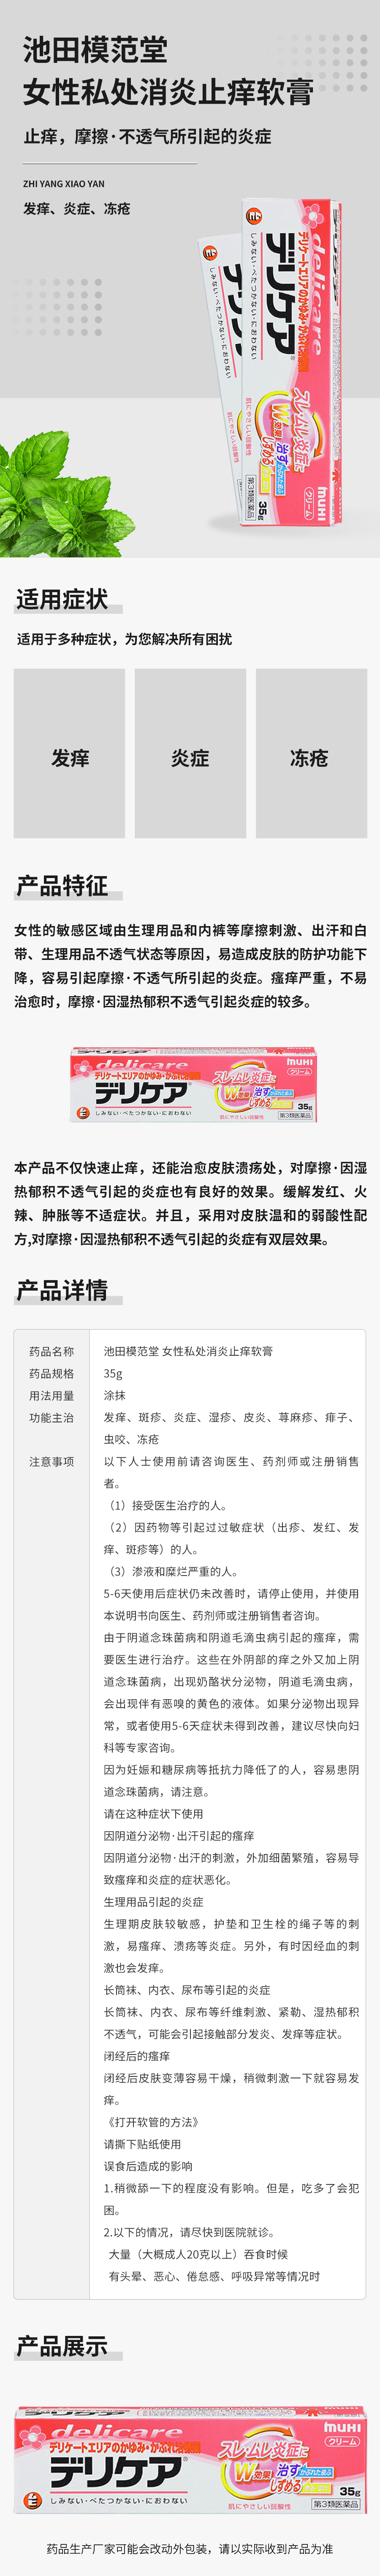 池田模范堂
女性私处消炎止痒软膏
止痒，摩擦·不透气所引起的炎症
ZHI YANG XIAO YAN
发痒、炎症、冻疮
delicare
デリケートエリアのかゆみ・かぶれ治療剤
デリケア
しみない・べたつかない・におわない
スレ・ムレ炎症に
W効果
治す
しずめる
肌にやさしい弱酸性
第3類医薬品
35g
クリーム
MUHI
适用症状
适用于多种症状，为您解决所有困扰
发痒
炎症
冻疮
产品特征
女性的敏感区域由生理用品和内裤等摩擦刺激、出汗和白
带、生理用品不透气状态等原因，易造成皮肤的防护功能下
降，容易引起摩擦·不透气所引起的炎症。瘙痒严重，不易
治愈时，摩擦·因湿热郁积不透气引起炎症的较多。
delicare
デリケートエリアのかゆみ・かぶれ治療剤
デリケア
しみない・べたつかない・におわない
スレ・ムレ炎症に
W効果
治す
しずめる
肌にやさしい弱酸性
MUHI
クリーム
35g
第3類医薬品
本产品不仅快速止痒，还能治愈皮肤溃疡处，对摩擦·因湿
热郁积不透气引起的炎症也有良好的效果。缓解发红、火
辣、肿胀等不适症状。并且，采用对皮肤温和的弱酸性配
方,对摩擦·因湿热郁积不透气引起的炎症有双层效果。
产品详情
药品名称 池田模范堂 女性私处消炎止痒软膏
药品规格 35g
用法用量 涂抹
功能主治 发痒、斑疹、炎症、湿疹、皮炎、荨麻疹、痱子、
虫咬、冻疮
注意事项 以下人士使用前请咨询医生、药剂师或注册销售
者。
（1）接受医生治疗的人。
（2）因药物等引起过过敏症状（出疹、发红、发
痒、斑疹等）的人。
（3）渗液和糜烂严重的人。
5-6天使用后症状仍未改善时，请停止使用，并使用
本说明书向医生、药剂师或注册销售者咨询。
由于阴道念珠菌病和阴道毛滴虫病引起的瘙痒，需
要医生进行治疗。这些在外阴部的痒之外又加上阴
道念珠菌病，出现奶酪状分泌物，阴道毛滴虫病，
会出现伴有恶嗅的黄色的液体。如果分泌物出现异
常，或者使用5-6天症状未得到改善，建议尽快向妇
科等专家咨询。
因为妊娠和糖尿病等抵抗力降低了的人，容易患阴
道念珠菌病，请注意。
请在这种症状下使用
因阴道分泌物·出汗引起的瘙痒
因阴道分泌物·出汗的刺激，外加细菌繁殖，容易导
致瘙痒和炎症的症状恶化。
生理用品引起的炎症
生理期皮肤较敏感，护垫和卫生栓的绳子等的刺
激，易瘙痒、溃疡等炎症。另外，有时因经血的刺
激也会发痒。
长筒袜、内衣、尿布等引起的炎症
长筒袜、内衣、尿布等纤维刺激、紧勒、湿热郁积
不透气，可能会引起接触部分发炎、发痒等症状。
闭经后的瘙痒
闭经后皮肤变薄容易干燥，稍微刺激一下就容易发
痒。
《打开软管的方法》
请撕下贴纸使用
误食后造成的影响
1.稍微舔一下的程度没有影响。但是，吃多了会犯
困。
2.以下的情况，请尽快到医院就诊。
大量（大概成人20克以上）吞食时候
有头晕、恶心、倦怠感、呼吸异常等情况时
产品展示
delicare
デリケートエリアのかゆみ・かぶれ治療剤
デリケア
しみない・べたつかない・におわない
スレ・ムレ炎症に
W効果
治す かぶれた皮ふ
しずめる
肌にやさしい弱酸性
MUHI
クリーム
35g
第3類医薬品
药品生产厂家可能会改动外包装，请以实际收到产品为准